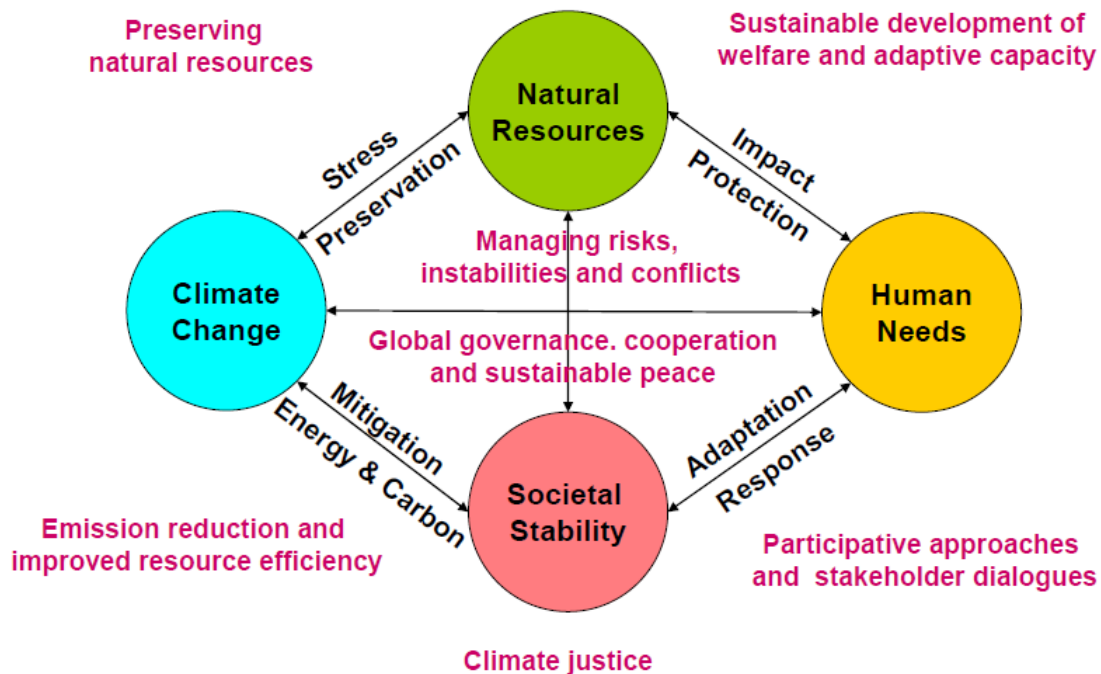 Preserving
natural resources
Sustainable development of
welfare and adaptive capacity
Natural
Resources
Stress
Preservation
Impact
Protection
Managing risks,
instabilities and conflicts
Climate
Change
Human
Needs
Global governance. cooperation
and sustainable peace
Mitigation
Energy & Carbon
Adaptation
Response
Societal
Stability
Emission reduction and
improved resource efficiency
Participative approaches
and stakeholder dialogues
Climate justice